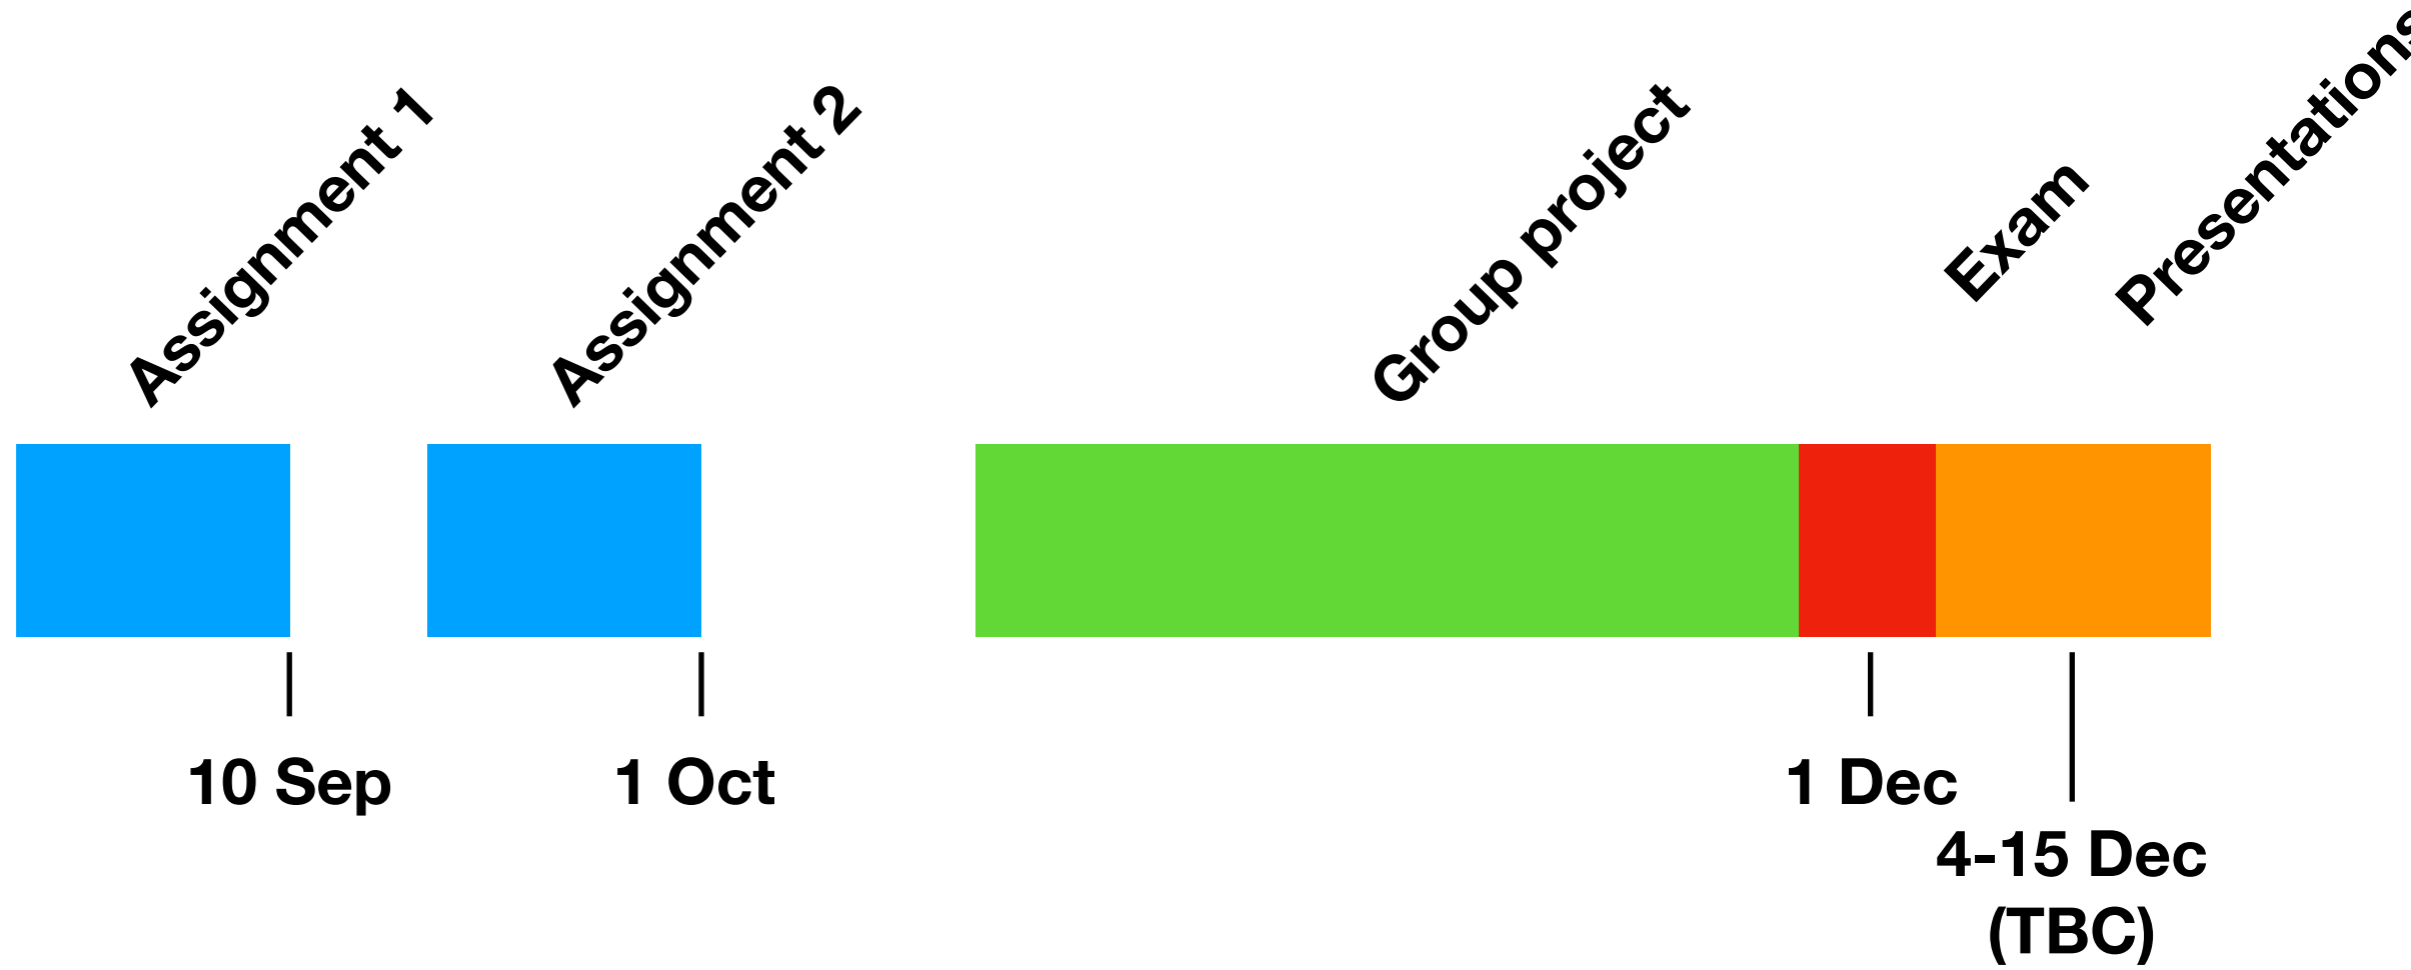 Assignment 1
Assignment 2
Group project
Exam
Presentations
10 Sep
1 Oct
1 Dec
4-15 Dec
(TBC)